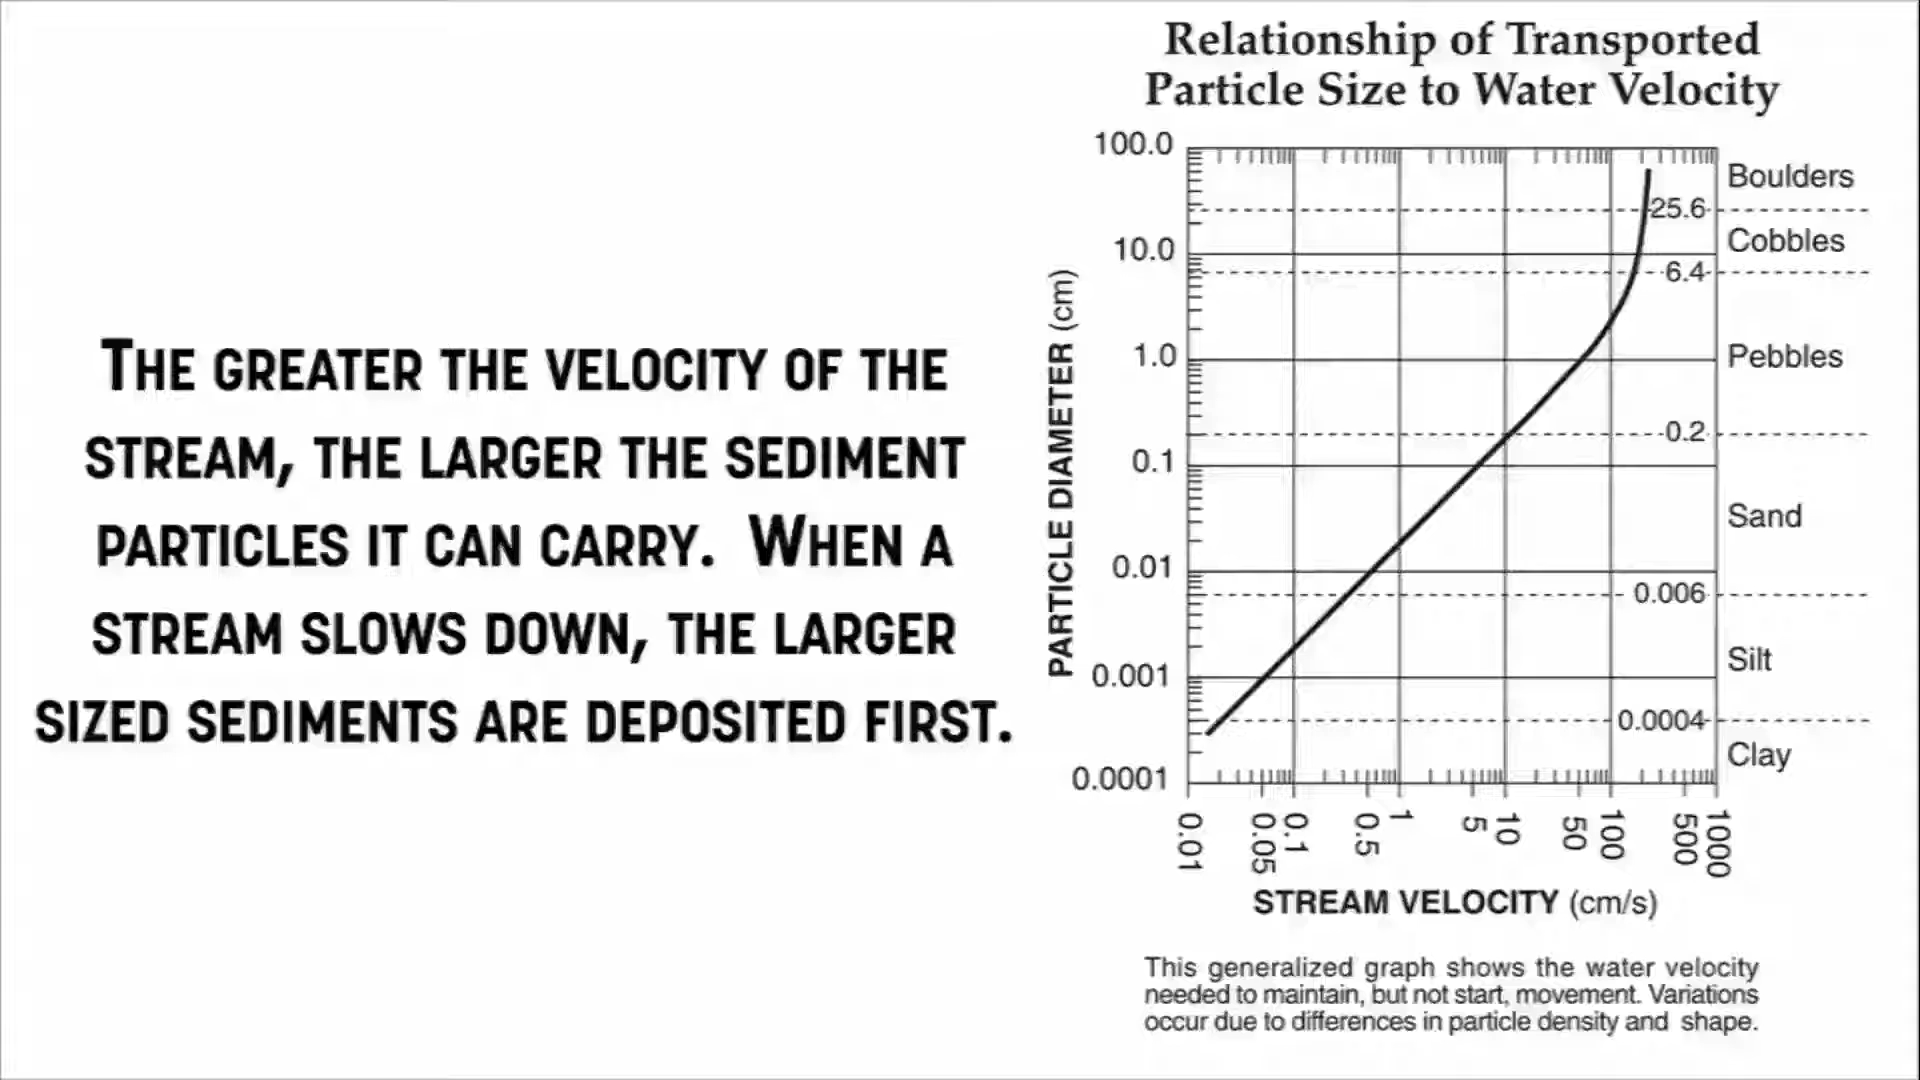 THE GREATER THE VELOCITY OF THE
STREAM, THE LARGER THE SEDIMENT
PARTICLES IT CAN CARRY. WHEN A
STREAM SLOWS DOWN, THE LARGER
SIZED SEDIMENTS ARE DEPOSITED FIRST.
Relationship of Transported
Particle Size to Water Velocity
PARTICLE DIAMETER (cm)
100.0
10.0
1.0
0.1
0.01
0.001
0.0001
Boulders
25.6
Cobbles
6.4
Pebbles
0.2
Sand
0.006
Silt
0.0004
Clay
0.01
0.05
0.1
0.5
1
5
10
50
100
500
1000
STREAM VELOCITY (cm/s)
This generalized graph shows the water velocity
needed to maintain, but not start, movement. Variations
occur due to differences in particle density and shape.